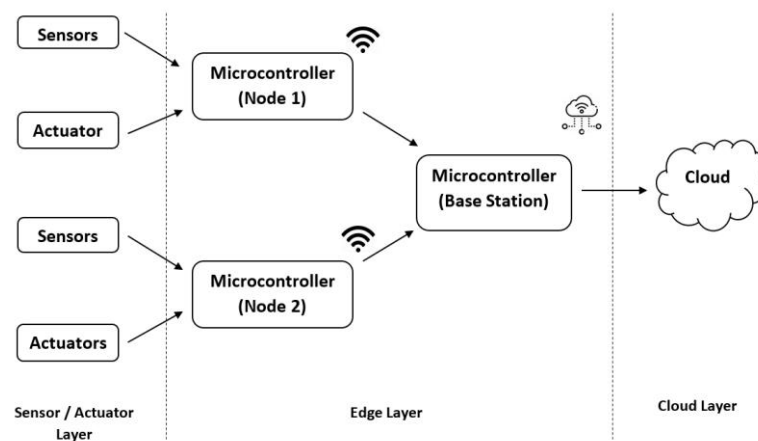 Sensors
Actuator
Microcontroller
(Node 1)
Sensors
Actuators
Microcontroller
(Node 2)
Microcontroller
(Base Station)
Cloud
Sensor / Actuator
Layer
Edge Layer
Cloud Layer